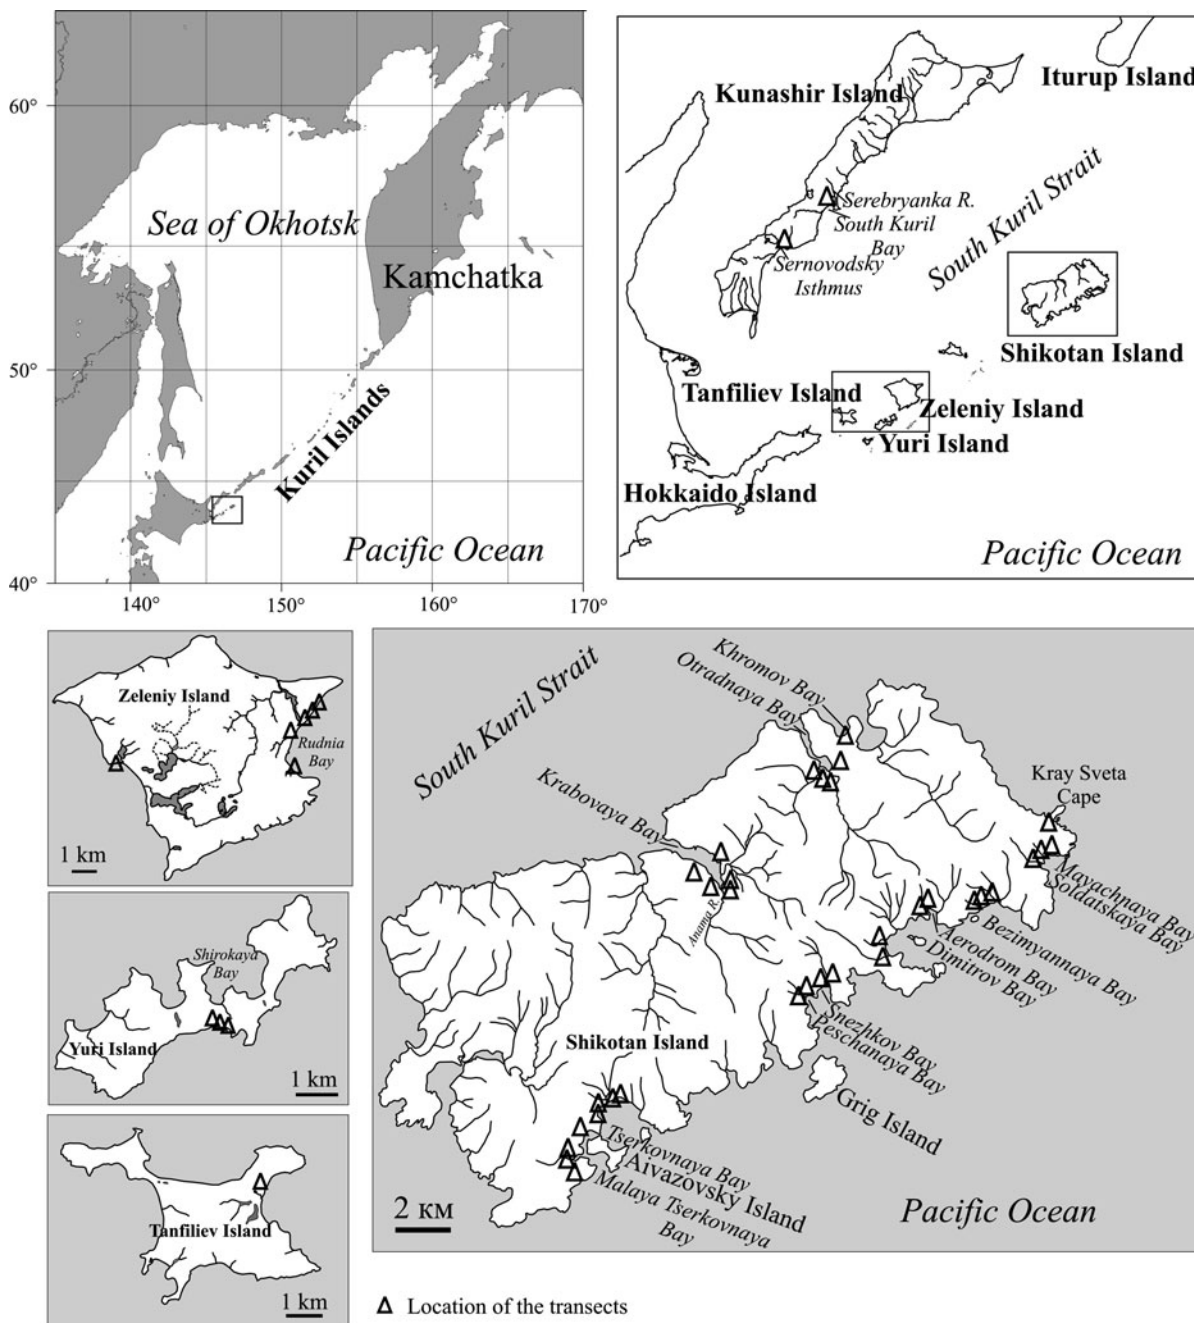 60°
50°
40°
140°
150°
160°
170°
Sea of Okhotsk
Kamchatka
Kuril Islands
Pacific Ocean
Kunashir Island
Iturup Island
Serebryanka R.
South Kuril
Bay
Sernovodsky
Isthmus
South Kuril Strait
Shikotan Island
Tanfiliev Island
Zeleniy Island
Yuri Island
Hokkaido Island
Pacific Ocean
Zeleniy Island
Rudnia
Bay
1 km
Shirokaya
Bay
Yuri Island
1 km
Tanfiliev Island
1 km
South Kuril Strait
Khromov Bay
Otradnaya Bay
Krabovaya Bay
Anama R.
Kray Sveta
Cape
Mayachnaya Bay
Soldatskaya Bay
Bezimyannaya Bay
Aerodrom Bay
Dimitrov Bay
Snezhkov Bay
Peschanaya Bay
Shikotan Island
Grig Island
Tserkovnaya Bay
Aivazovsky Island
Malaya Tserkovnaya
Bay
2 км
Pacific Ocean
Location of the transects